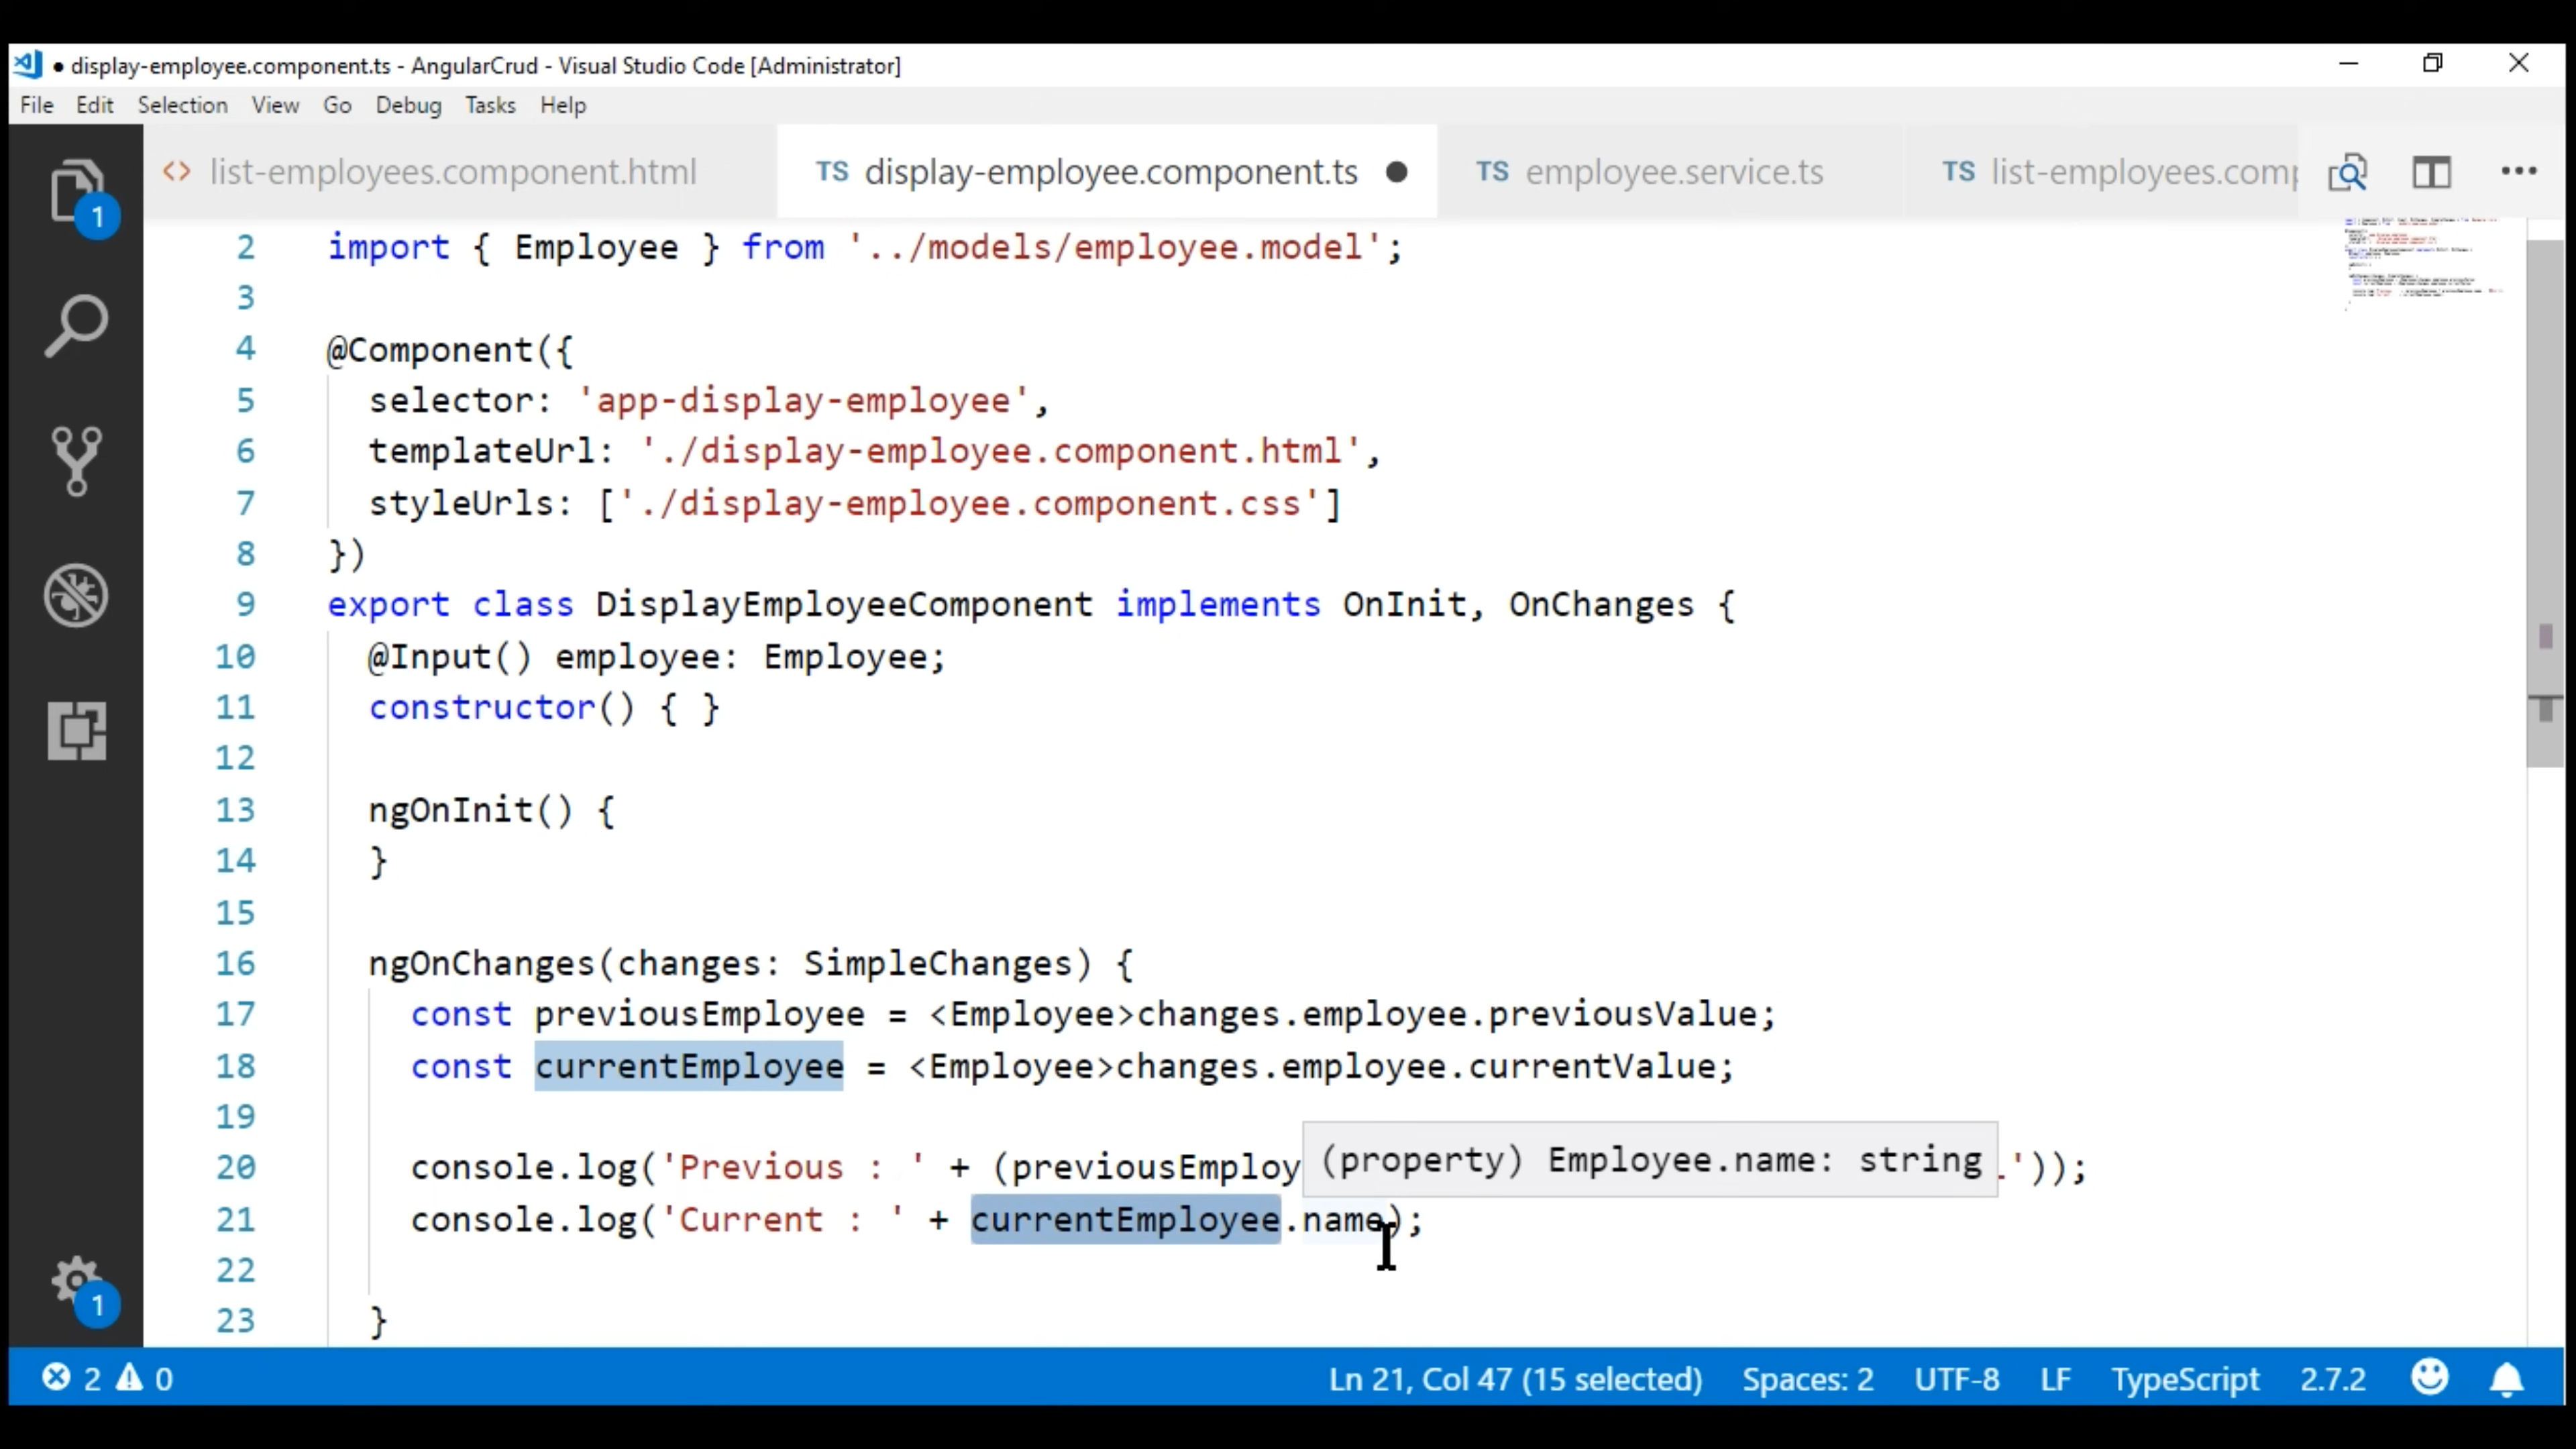 ● display-employee.component.ts - AngularCrud - Visual Studio Code [Administrator]
File Edit Selection View Go Debug Tasks Help
<> list-employees.component.html TS display-employee.component.ts ● TS employee.service.ts TS list-employees.comp
1
2 import { Employee } from '../models/employee.model';
3
4 @Component({
5 selector: 'app-display-employee',
6 templateUrl: './display-employee.component.html',
7 styleUrls: ['./display-employee.component.css']
8 })
9 export class DisplayEmployeeComponent implements OnInit, OnChanges {
10 @Input() employee: Employee;
11 constructor() { }
12
13 ngOnInit() {
14 }
15
16 ngOnChanges(changes: SimpleChanges) {
17 const previousEmployee = <Employee>changes.employee.previousValue;
18 const currentEmployee = <Employee>changes.employee.currentValue;
19
(property) Employee.name: string
20 console.log('Previous : ' + (previousEmploy '));
21 console.log('Current : ' + currentEmployee.name);
22
23 }
1
2 0 Ln 21, Col 47 (15 selected) Spaces: 2 UTF-8 LF TypeScript 2.7.2